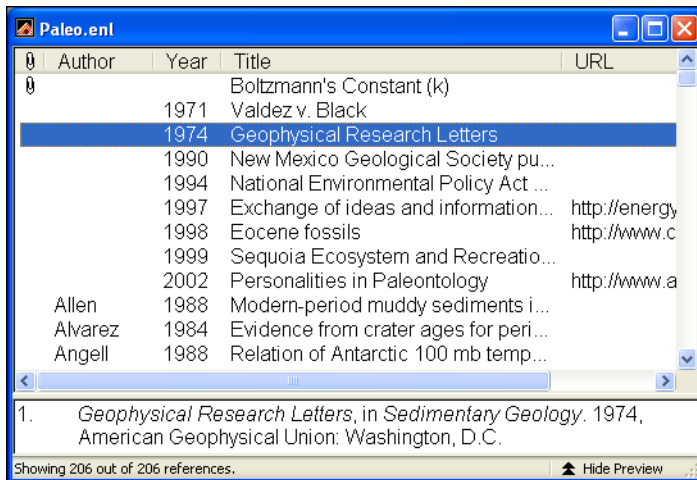 Paleo.enl
Author Year Title URL
Boltzmann's Constant (k)
1971 Valdez v. Black
1974 Geophysical Research Letters
1990 New Mexico Geological Society pu...
1994 National Environmental Policy Act ...
1997 Exchange of ideas and information... http://energy
1998 Eocene fossils http://www.c
1999 Sequoia Ecosystem and Recreatio...
2002 Personalities in Paleontology http://www.a
Allen 1988 Modern-period muddy sediments i...
Alvarez 1984 Evidence from crater ages for peri...
Angell 1988 Relation of Antarctic 100 mb temp...
1. Geophysical Research Letters, in Sedimentary Geology. 1974,
American Geophysical Union: Washington, D.C.
Showing 206 out of 206 references. Hide Preview